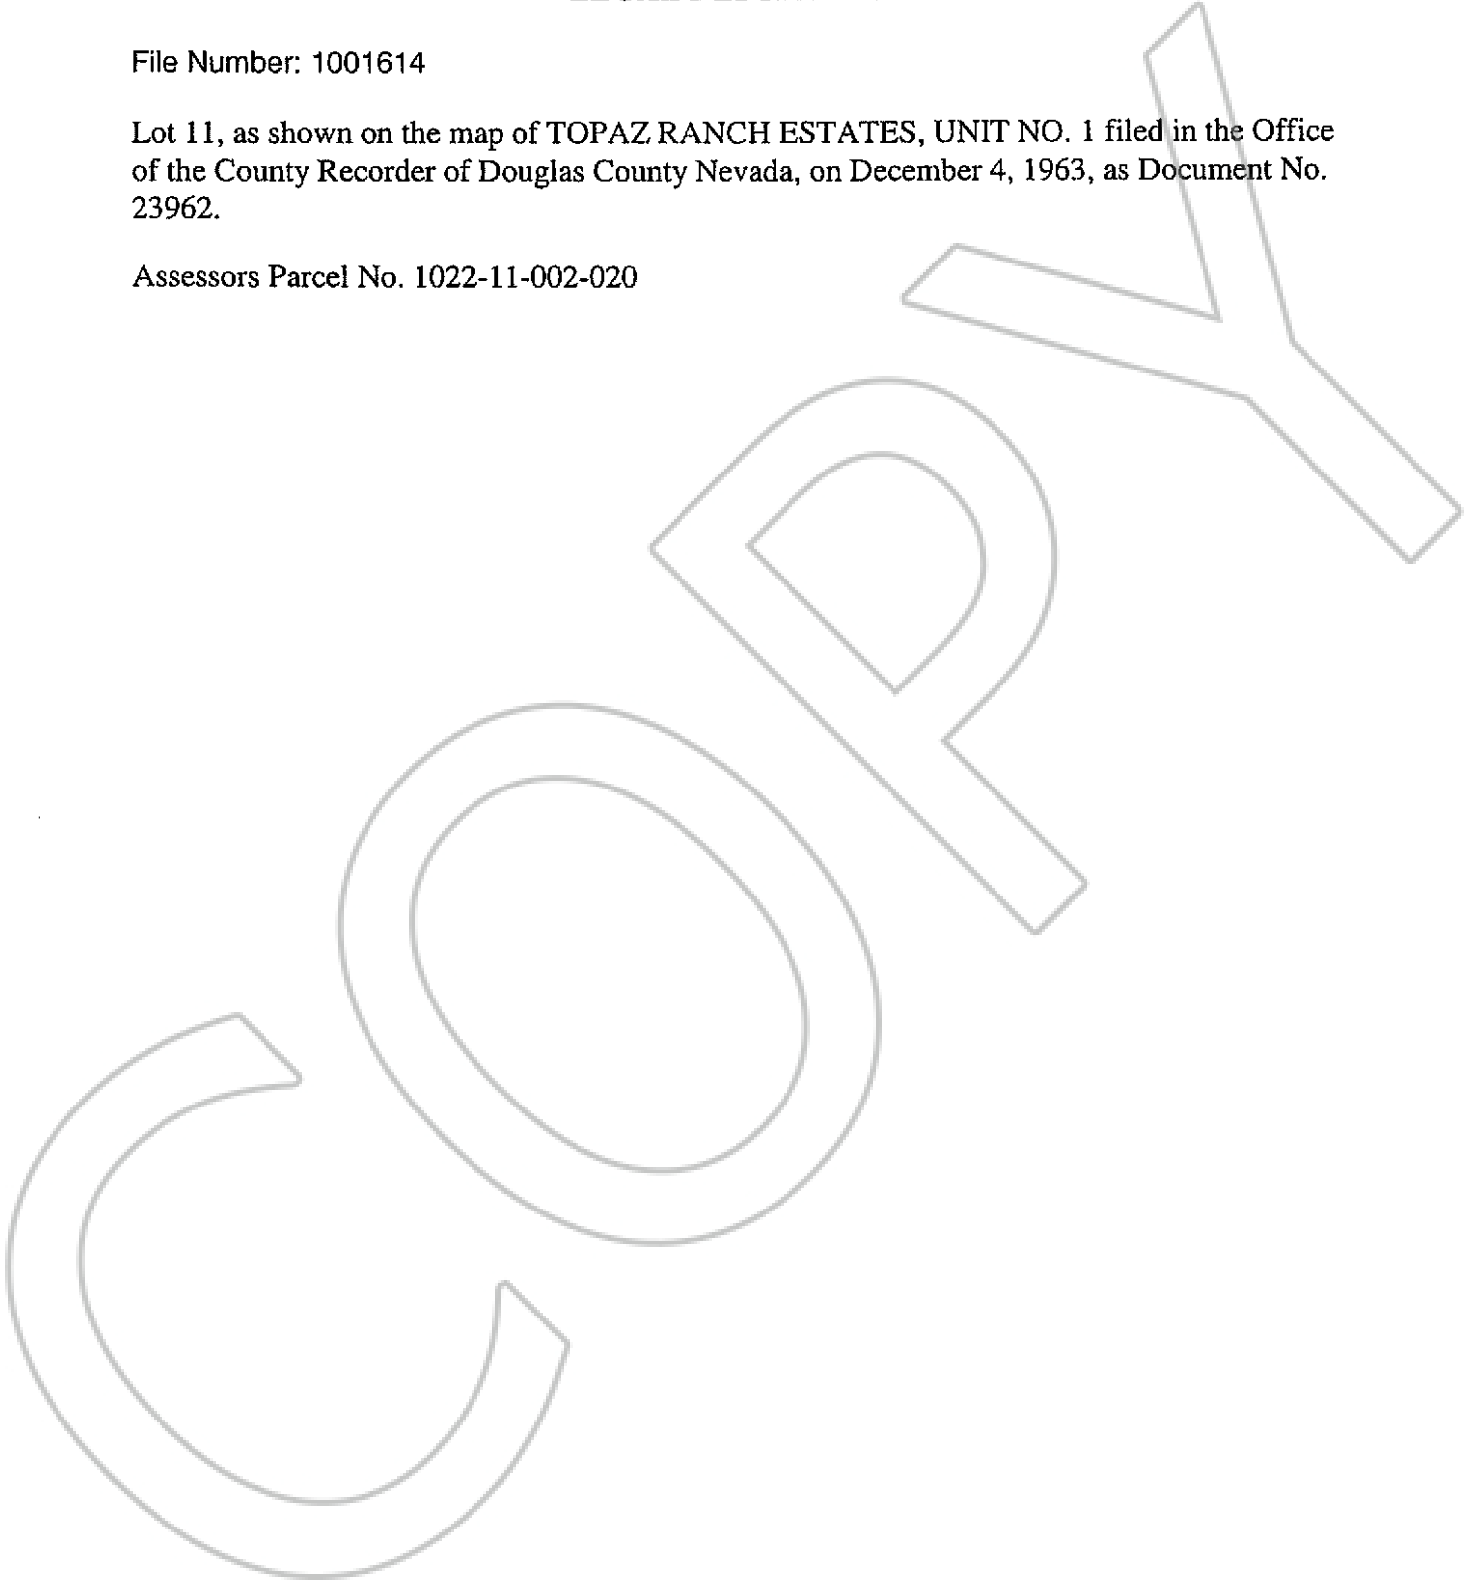 File Number: 1001614
Lot 11, as shown on the map of TOPAZ RANCH ESTATES, UNIT NO. 1 filed in the Office
of the County Recorder of Douglas County Nevada, on December 4, 1963, as Document No.
23962.
Assessors Parcel No. 1022-11-002-020
COPY